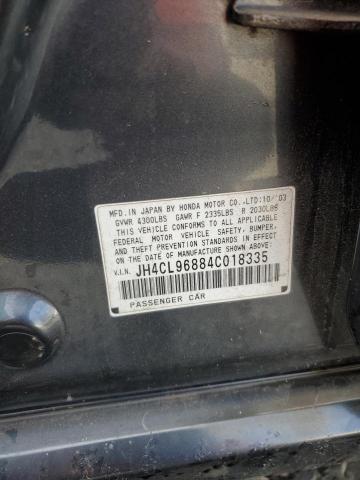 MFD. IN JAPAN BY HONDA MOTOR CO.,LTD:10/'03
GVWR 4300LBS GAWR F 2335LBS R 2030LBS
THIS VEHICLE CONFORMS TO ALL APPLICABLE
FEDERAL MOTOR VEHICLE SAFETY, BUMPER,
AND THEFT PREVENTION STANDARDS IN EFFECT
ON THE DATE OF MANUFACTURE SHOWN ABOVE.
V.I.N. JH4CL96884C018335
PASSENGER CAR